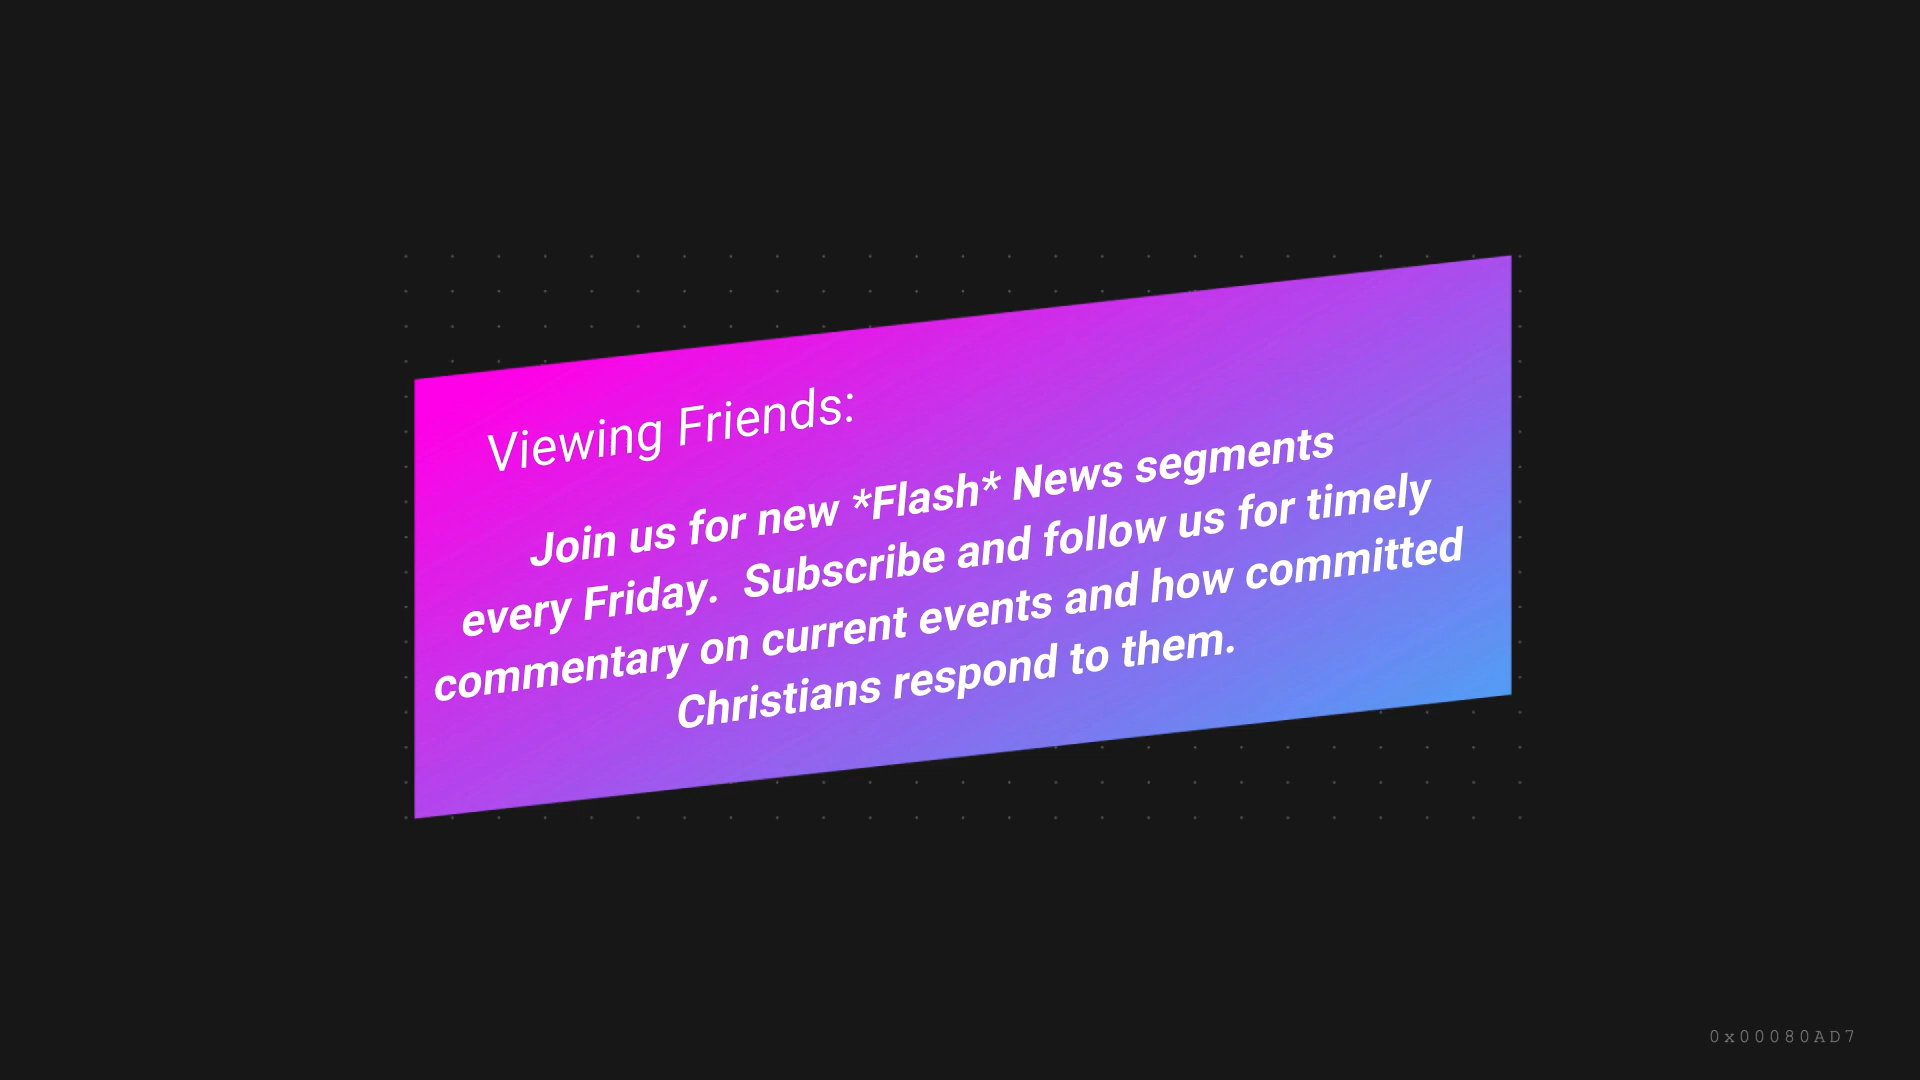 Viewing Friends:
Join us for new *Flash* News segments
every Friday.  Subscribe and follow us for timely
commentary on current events and how committed
Christians respond to them.
0x00080AD7